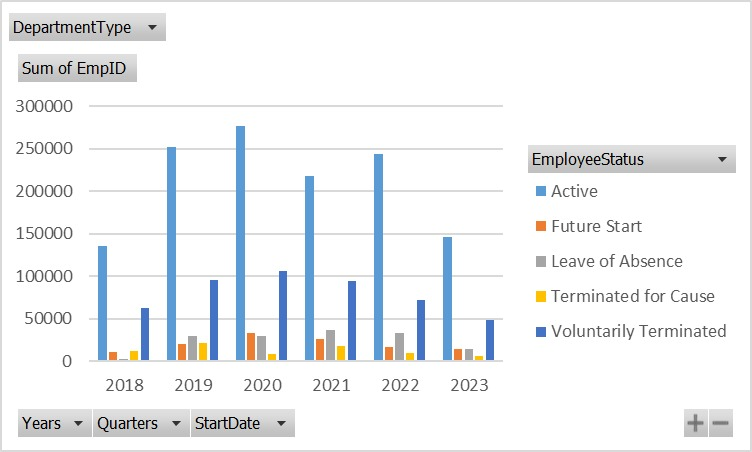 DepartmentType
Sum of EmpID
300000
250000
200000
150000
100000
50000
0
2018 2019 2020 2021 2022 2023
EmployeeStatus
Active
Future Start
Leave of Absence
Terminated for Cause
Voluntarily Terminated
Years Quarters StartDate